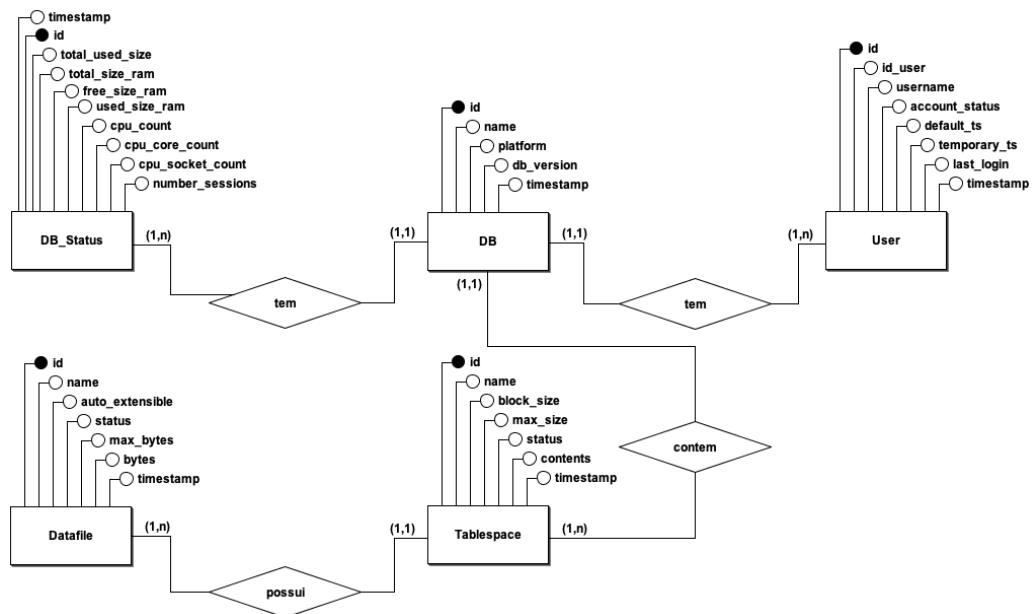 timestamp
id
total_used_size
total_size_ram
free_size_ram
used_size_ram
cpu_count
cpu_core_count
cpu_socket_count
number_sessions
DB_Status
(1,n)
tem
(1,1)
id
name
platform
db_version
timestamp
DB
(1,1)
(1,1)
tem
(1,n)
id
id_user
username
account_status
default_ts
temporary_ts
last_login
timestamp
User
contem
id
name
auto_extensible
status
max_bytes
bytes
timestamp
Datafile
(1,n)
possui
(1,1)
id
name
block_size
max_size
status
contents
timestamp
Tablespace
(1,n)